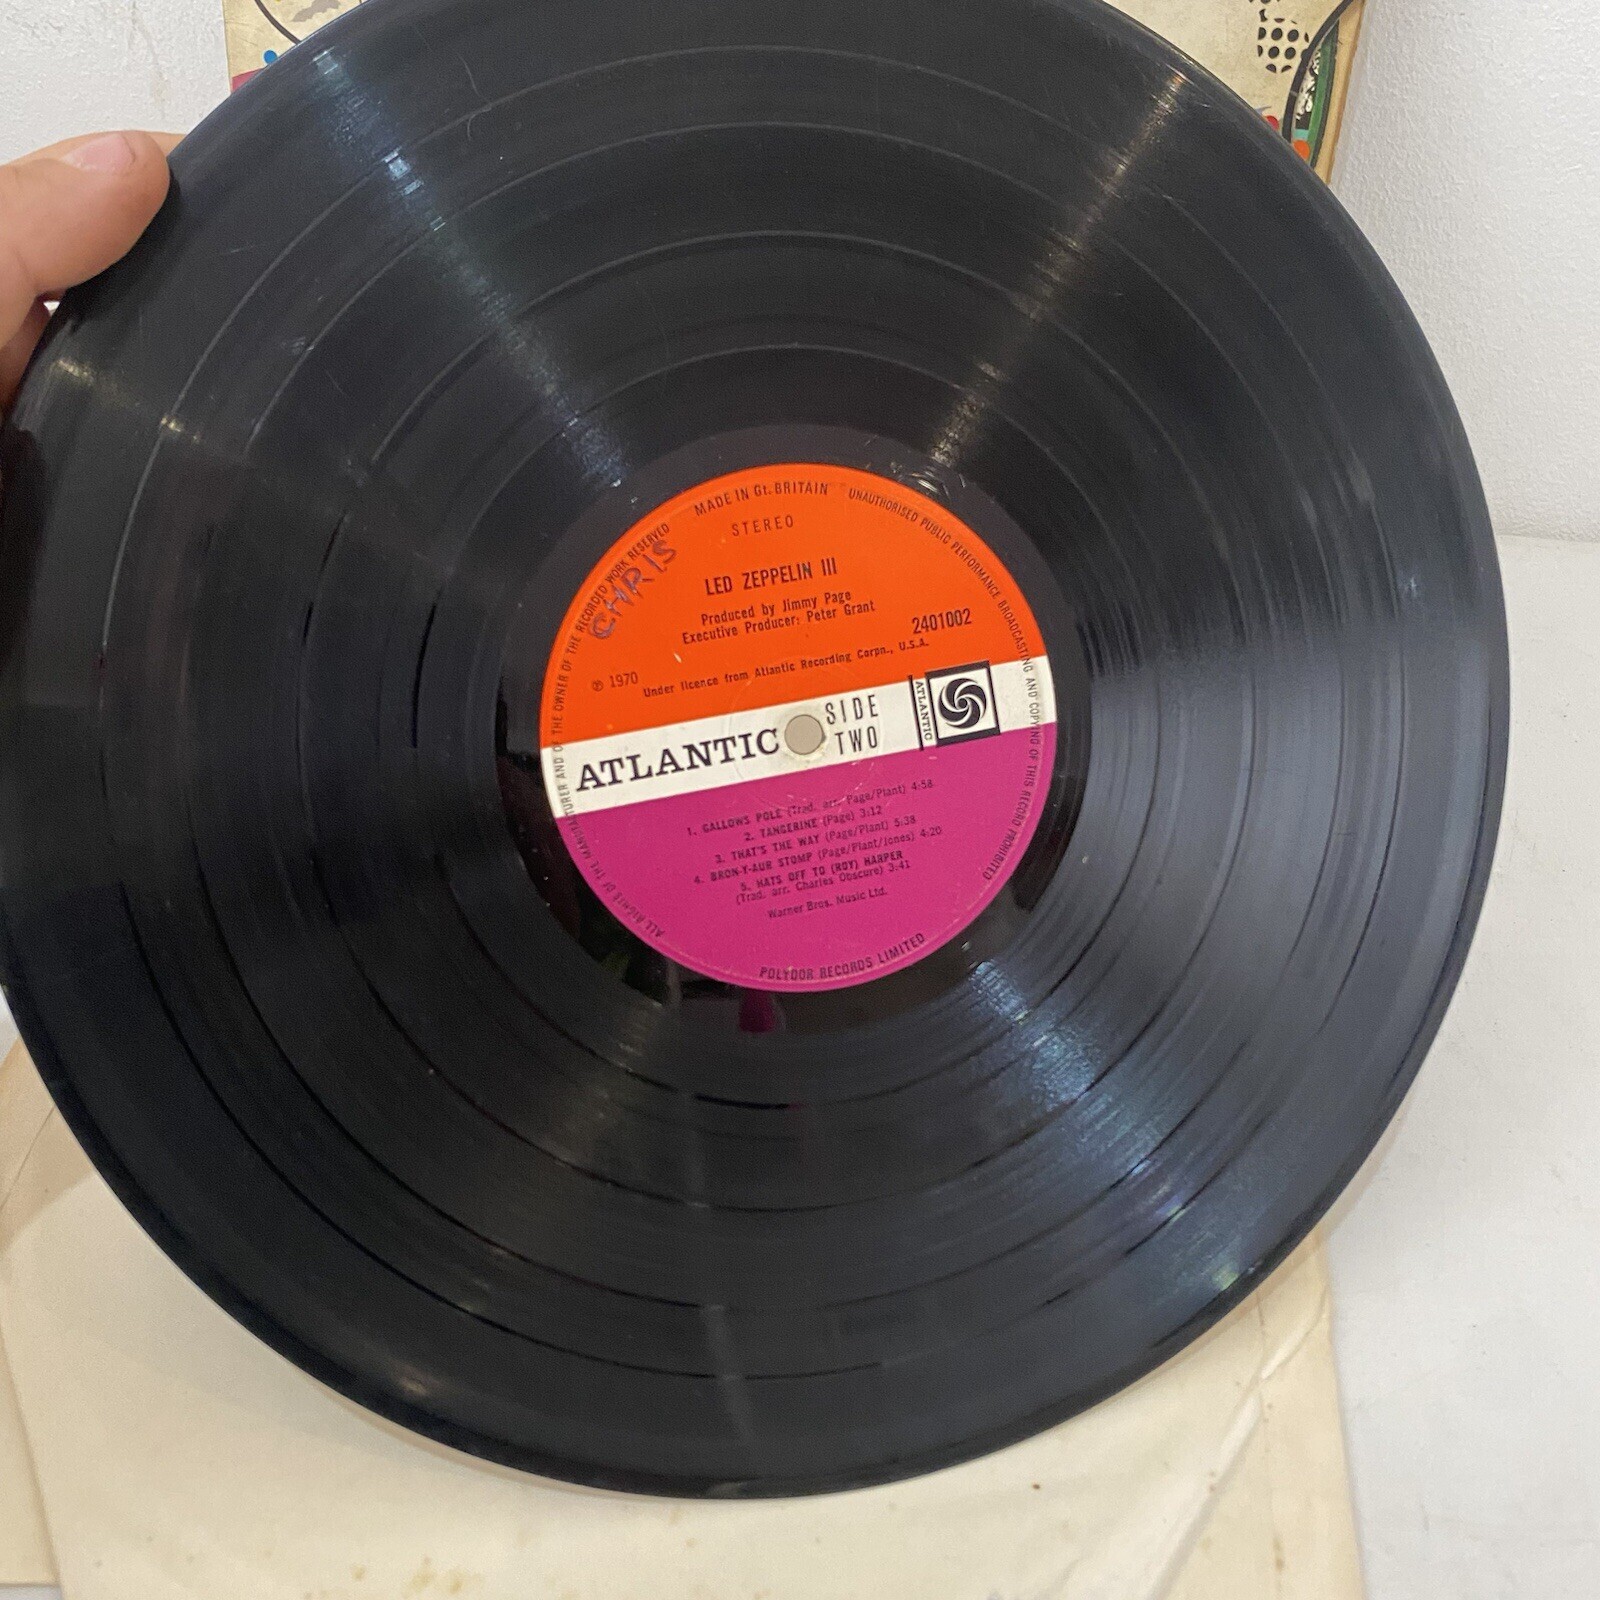 MADE IN Gt. BRITAIN
UNAUTHORISED PUBLIC PERFORMANCE BROADCASTING AND COPYING OF THIS RECORD PROHIBITED
ALL RIGHTS OF THE MANUFACTURER AND OF THE OWNER OF THE RECORDED WORK RESERVED
STEREO
CHRIS
LED ZEPPELIN III
Produced by Jimmy Page
Executive Producer: Peter Grant
2401002
℗ 1970
Under licence from Atlantic Recording Corpn., U.S.A.
ATLANTIC
SIDE
TWO
ATLANTIC
1. GALLOWS POLE (Trad. arr. Page/Plant) 4:58
2. TANGERINE (Page) 3:12
3. THAT'S THE WAY (Page/Plant) 5:38
4. BRON-Y-AUR STOMP (Page/Plant/Jones) 4:20
5. HATS OFF TO (ROY) HARPER
(Trad. arr. Charles Obscure) 3:41
Warner Bros. Music Ltd.
POLYDOR RECORDS LIMITED